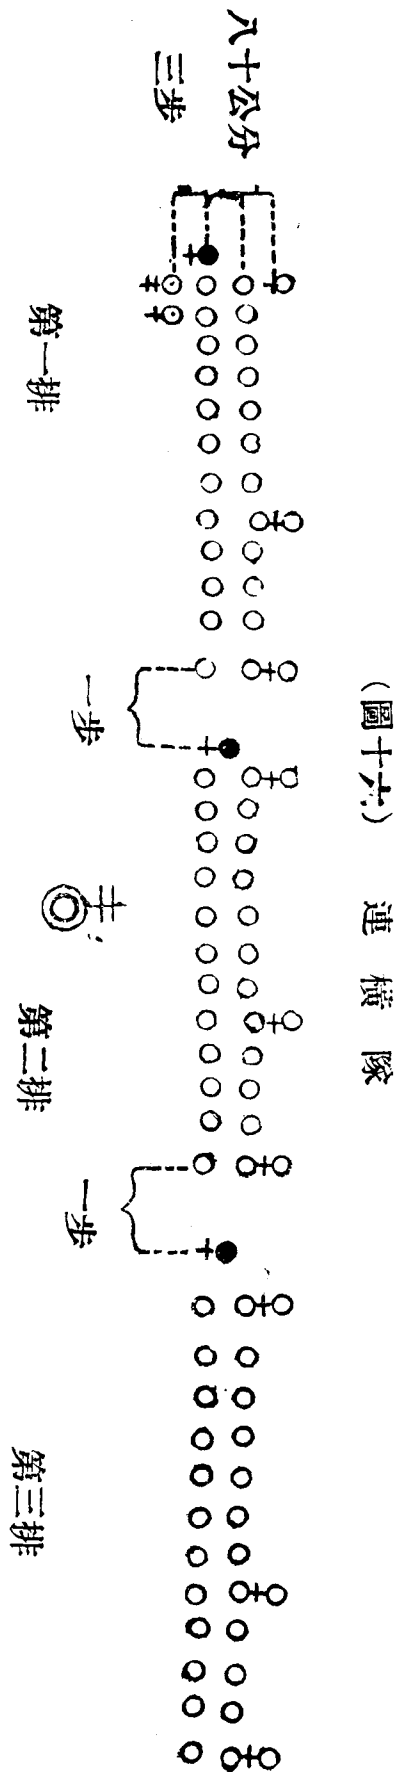 （圖十六）　連橫隊
八十公分
三步
第一排
一步
第二排
一步
第三排